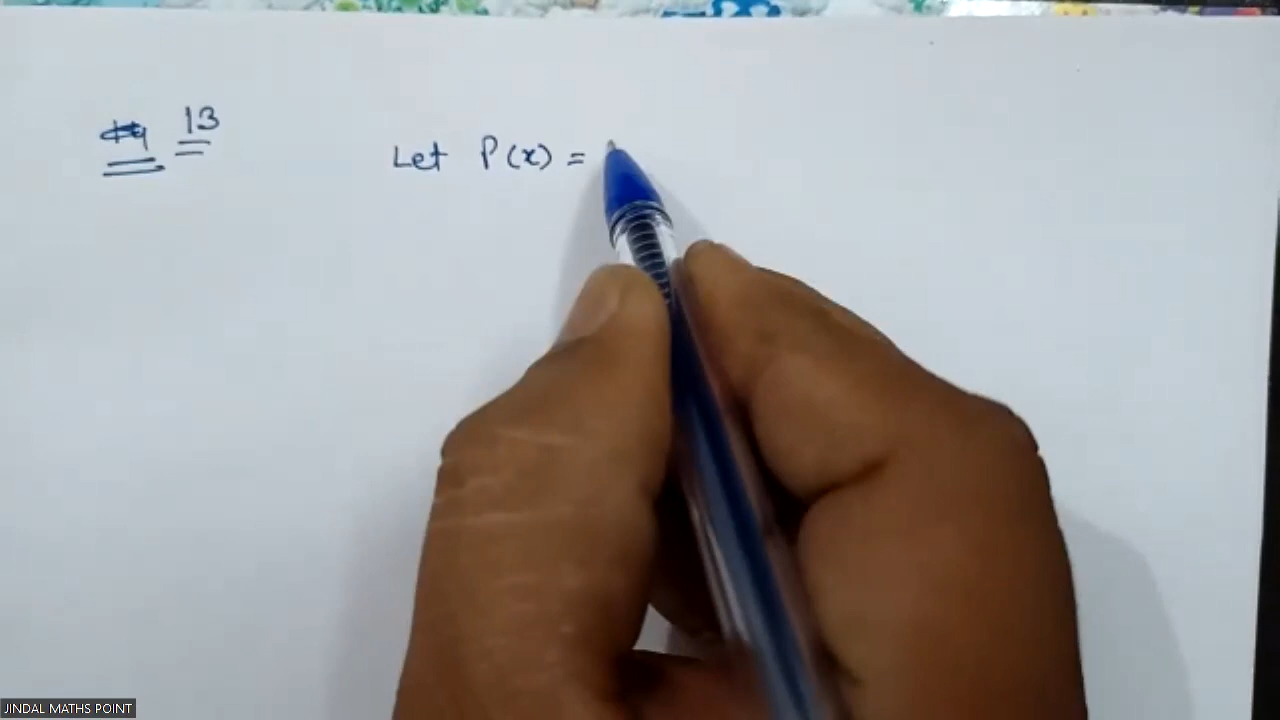 13
Let P(x) =
JINDAL MATHS POINT